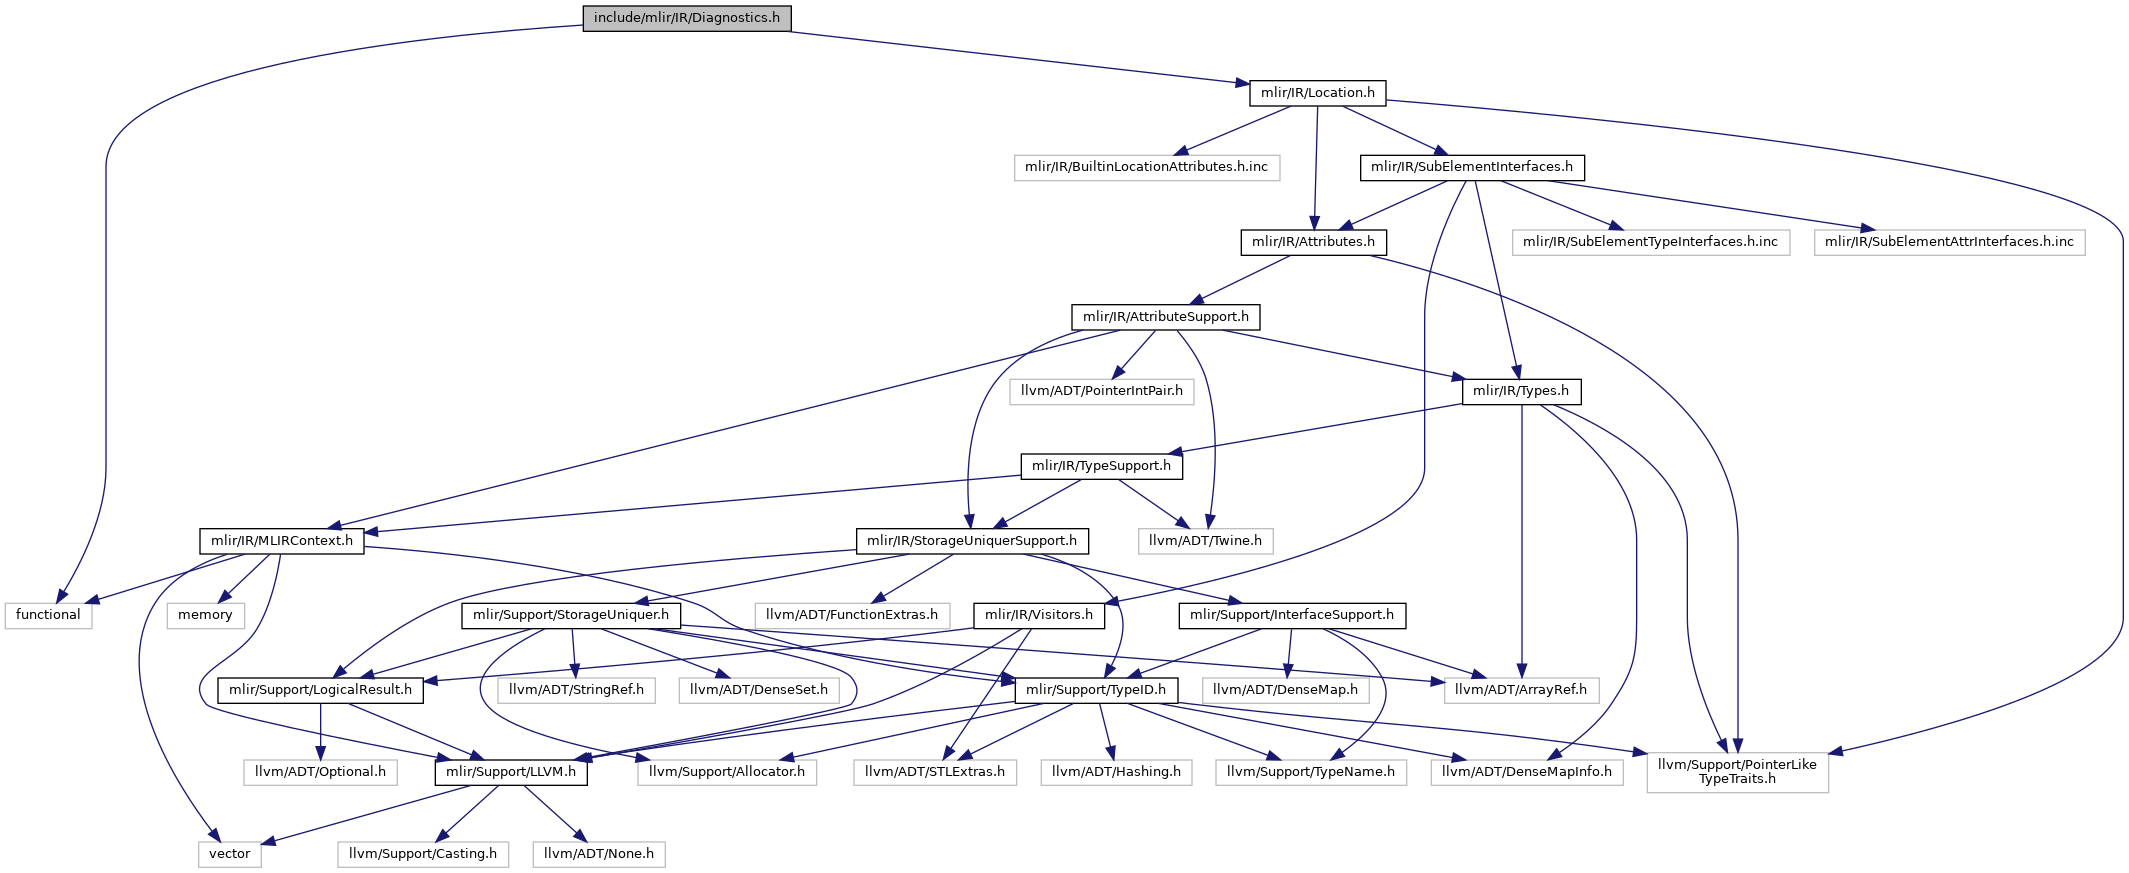 include/mlir/IR/Diagnostics.h
mlir/IR/Location.h
mlir/IR/BuiltinLocationAttributes.h.inc
mlir/IR/SubElementInterfaces.h
mlir/IR/Attributes.h
mlir/IR/SubElementTypeInterfaces.h.inc
mlir/IR/SubElementAttrInterfaces.h.inc
mlir/IR/AttributeSupport.h
llvm/ADT/PointerIntPair.h
mlir/IR/Types.h
mlir/IR/TypeSupport.h
mlir/IR/MLIRContext.h
mlir/IR/StorageUniquerSupport.h
llvm/ADT/Twine.h
functional
memory
mlir/Support/StorageUniquer.h
llvm/ADT/FunctionExtras.h
mlir/IR/Visitors.h
mlir/Support/InterfaceSupport.h
mlir/Support/LogicalResult.h
llvm/ADT/StringRef.h
llvm/ADT/DenseSet.h
mlir/Support/TypeID.h
llvm/ADT/DenseMap.h
llvm/ADT/ArrayRef.h
llvm/ADT/Optional.h
mlir/Support/LLVM.h
llvm/Support/Allocator.h
llvm/ADT/STLExtras.h
llvm/ADT/Hashing.h
llvm/Support/TypeName.h
llvm/ADT/DenseMapInfo.h
llvm/Support/PointerLike
TypeTraits.h
vector
llvm/Support/Casting.h
llvm/ADT/None.h